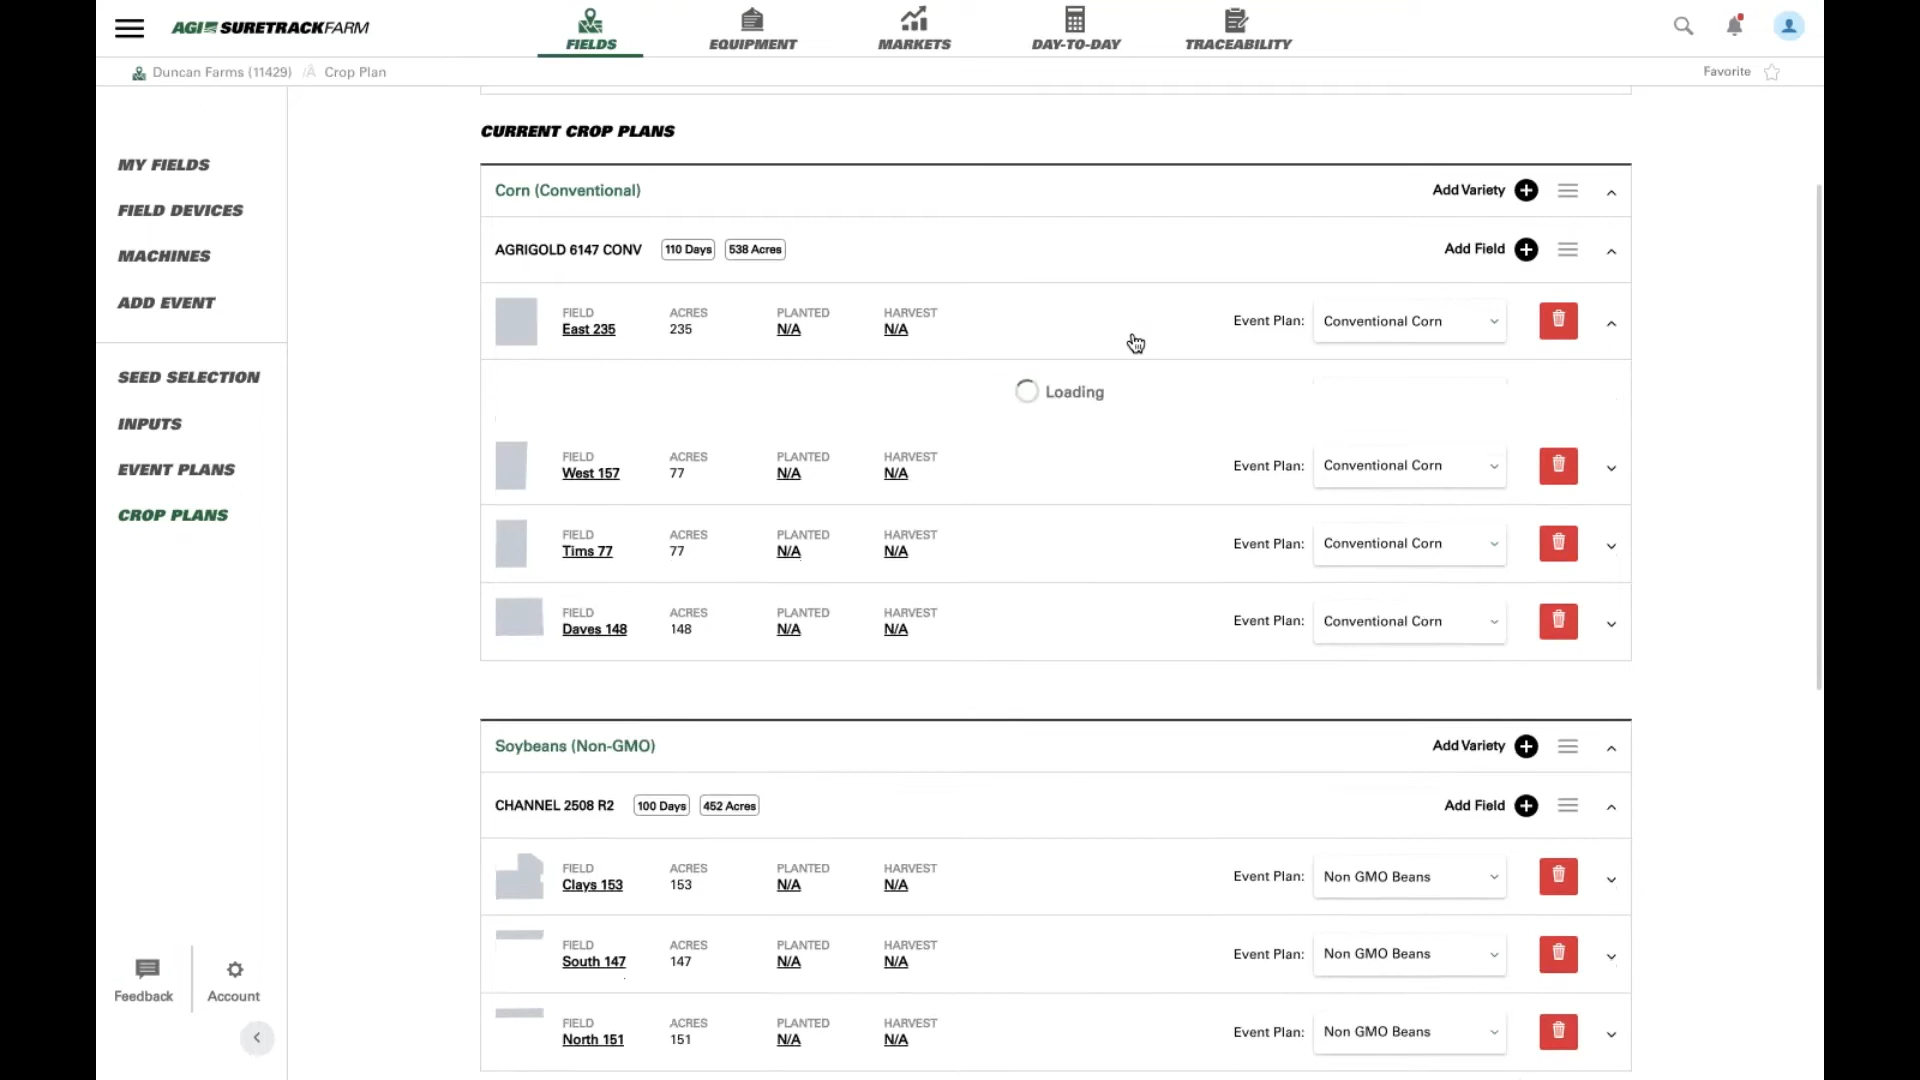 AGI SURETRACKFARM
FIELDS
EQUIPMENT
MARKETS
DAY-TO-DAY
TRACEABILITY
Duncan Farms (11429) /Â Crop Plan
Favorite
MY FIELDS
FIELD DEVICES
MACHINES
ADD EVENT
SEED SELECTION
INPUTS
EVENT PLANS
CROP PLANS
Feedback
Account
CURRENT CROP PLANS
Corn (Conventional)
Add Variety
AGRIGOLD 6147 CONV 110 Days 538 Acres
Add Field
FIELD ACRES PLANTED HARVEST
East 235 235 N/A N/A
Event Plan: Conventional Corn
Loading
FIELD ACRES PLANTED HARVEST
West 157 77 N/A N/A
Event Plan: Conventional Corn
FIELD ACRES PLANTED HARVEST
Tims 77 77 N/A N/A
Event Plan: Conventional Corn
FIELD ACRES PLANTED HARVEST
Daves 148 148 N/A N/A
Event Plan: Conventional Corn
Soybeans (Non-GMO)
Add Variety
CHANNEL 2508 R2 100 Days 452 Acres
Add Field
FIELD ACRES PLANTED HARVEST
Clays 153 153 N/A N/A
Event Plan: Non GMO Beans
FIELD ACRES PLANTED HARVEST
South 147 147 N/A N/A
Event Plan: Non GMO Beans
FIELD ACRES PLANTED HARVEST
North 151 151 N/A N/A
Event Plan: Non GMO Beans